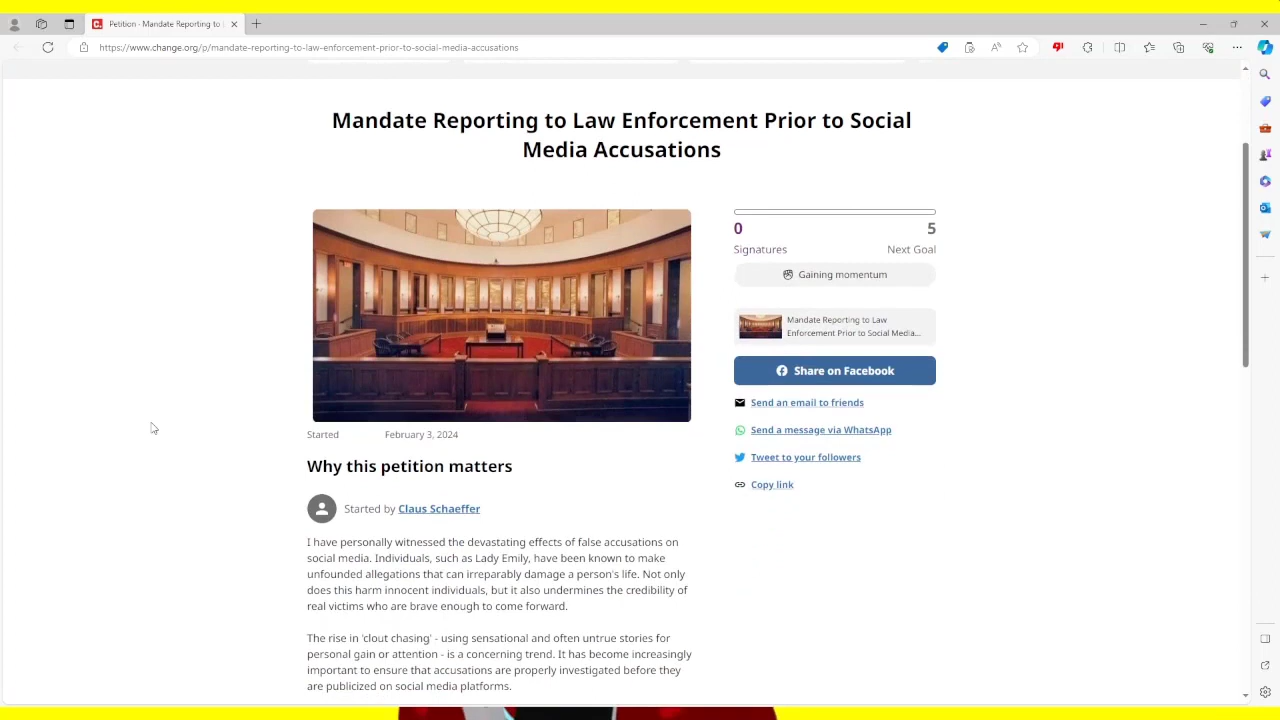 Petition · Mandate Reporting to L
https://www.change.org/p/mandate-reporting-to-law-enforcement-prior-to-social-media-accusations
Mandate Reporting to Law Enforcement Prior to Social
Media Accusations
0
5
Signatures
Next Goal
Gaining momentum
Mandate Reporting to Law
Enforcement Prior to Social Media...
Share on Facebook
Send an email to friends
Send a message via WhatsApp
Tweet to your followers
Copy link
Started
February 3, 2024
Why this petition matters
Started by Claus Schaeffer
I have personally witnessed the devastating effects of false accusations on
social media. Individuals, such as Lady Emily, have been known to make
unfounded allegations that can irreparably damage a person's life. Not only
does this harm innocent individuals, but it also undermines the credibility of
real victims who are brave enough to come forward.
The rise in 'clout chasing' - using sensational and often untrue stories for
personal gain or attention - is a concerning trend. It has become increasingly
important to ensure that accusations are properly investigated before they
are publicized on social media platforms.